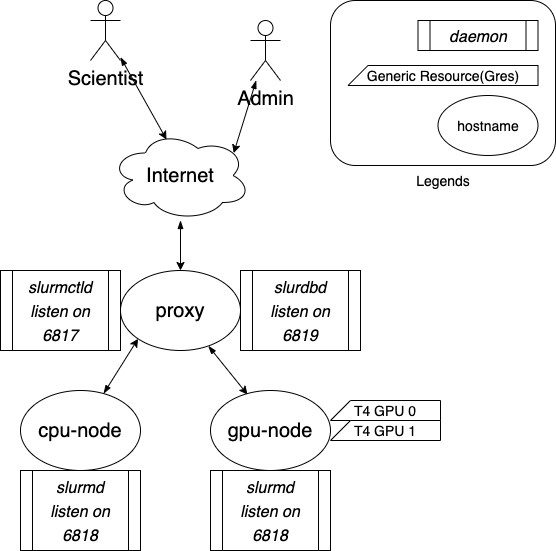 Scientist
Admin
daemon
Generic Resource(Gres)
hostname
Legends
Internet
slurmctld
listen on
6817
proxy
slurdbd
listen on
6819
cpu-node
gpu-node
T4 GPU 0
T4 GPU 1
slurmd
listen on
6818
slurmd
listen on
6818